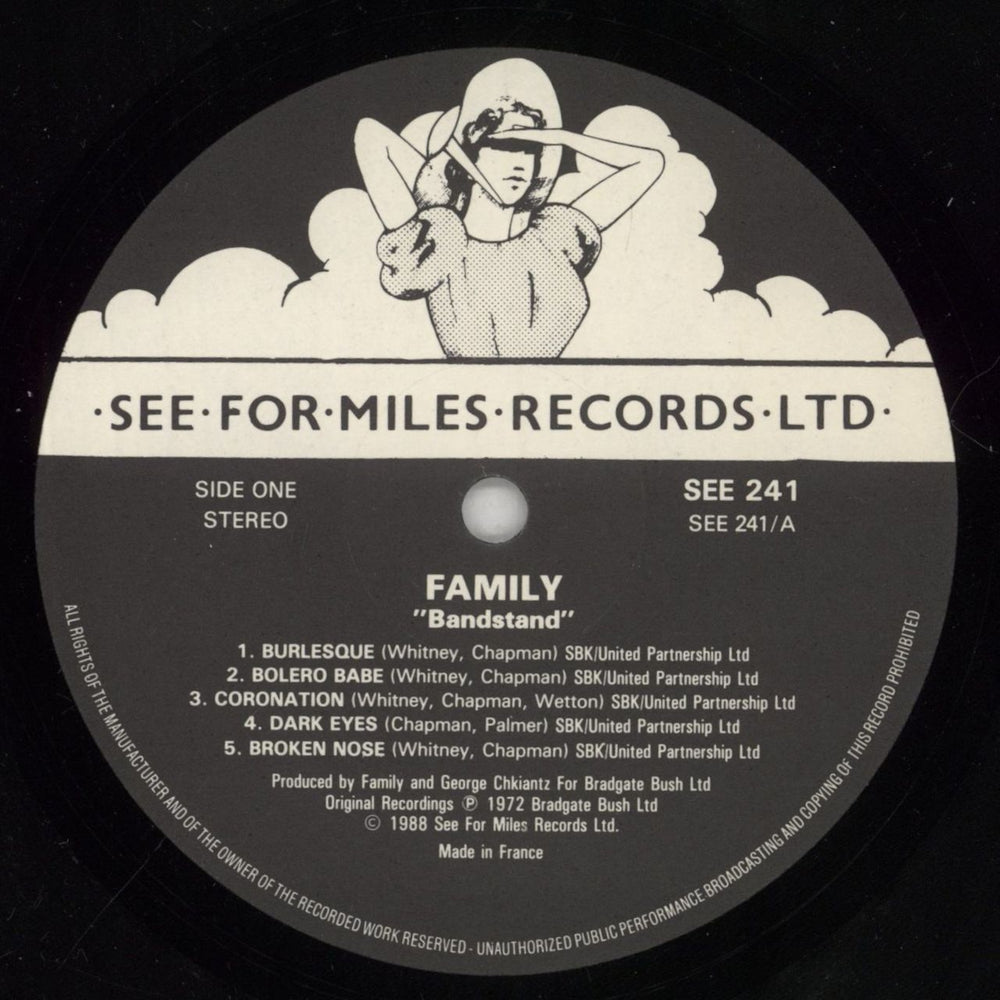 ·SEE·FOR·MILES·RECORDS·LTD·
SIDE ONE
STEREO
SEE 241
SEE 241/A
FAMILY
"Bandstand"
1. BURLESQUE (Whitney, Chapman) SBK/United Partnership Ltd
2. BOLERO BABE (Whitney, Chapman) SBK/United Partnership Ltd
3. CORONATION (Whitney, Chapman, Wetton) SBK/United Partnership Ltd
4. DARK EYES (Chapman, Palmer) SBK/United Partnership Ltd
5. BROKEN NOSE (Whitney, Chapman) SBK/United Partnership Ltd
Produced by Family and George Chkiantz For Bradgate Bush Ltd
Original Recordings ℗ 1972 Bradgate Bush Ltd
© 1988 See For Miles Records Ltd.
Made in France
ALL RIGHTS OF THE MANUFACTURER AND OF THE OWNER OF THE RECORDED WORK RESERVED - UNAUTHORIZED PUBLIC PERFORMANCE BROADCASTING AND COPYING OF THIS RECORD PROHIBITED